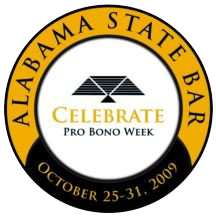 ALABAMA STATE BAR
CELEBRATE
PRO BONO WEEK
OCTOBER 25-31, 2009